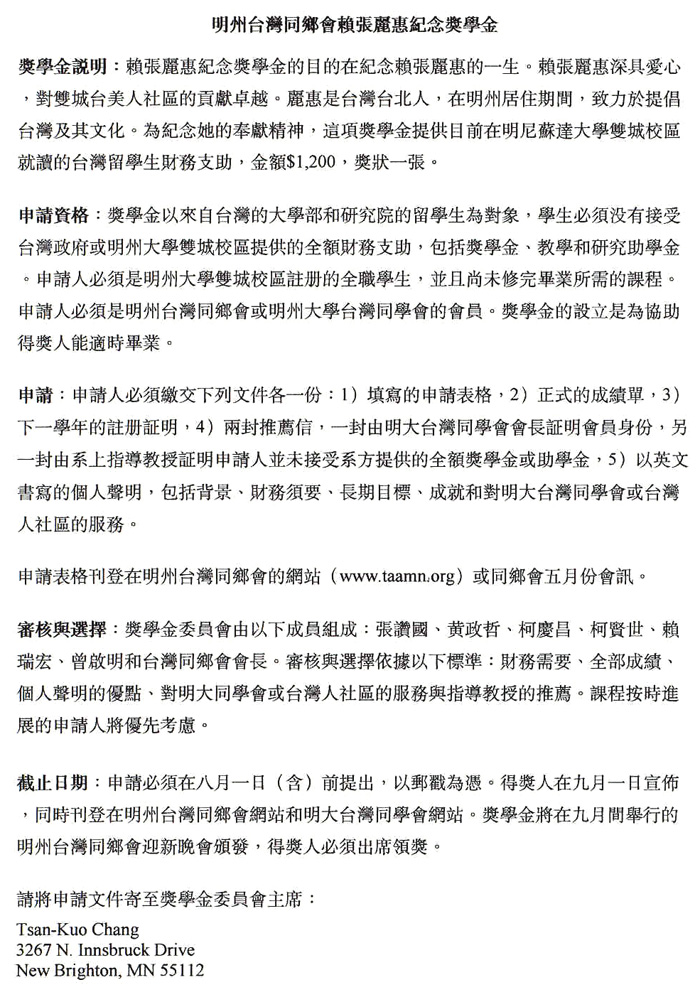 明州台灣同鄉會賴張麗惠紀念獎學金
獎學金説明：賴張麗惠紀念獎學金的目的在紀念賴張麗惠的一生。賴張麗惠深具愛心
，對雙城台美人社區的貢獻卓越。麗惠是台灣台北人，在明州居住期間，致力於提倡
台灣及其文化。為紀念她的奉獻精神，這項獎學金提供目前在明尼蘇達大學雙城校區
就讀的台灣留學生財務支助，金額$1,200，獎狀一張。
申請資格：獎學金以來自台灣的大學部和研究院的留學生為對象，學生必須没有接受
台灣政府或明州大學雙城校區提供的全額財務支助，包括獎學金、教學和研究助學金
。申請人必須是明州大學雙城校區註册的全職學生，並且尚未修完畢業所需的課程。
申請人必須是明州台灣同鄉會或明州大學台灣同學會的會員。獎學金的設立是為協助
得獎人能適時畢業。
申請：申請人必須繳交下列文件各一份：1）填寫的申請表格，2）正式的成績單，3）
下一學年的註册証明，4）兩封推薦信，一封由明大台灣同學會會長証明會員身份，另
一封由系上指導教授証明申請人並未接受系方提供的全額獎學金或助學金，5）以英文
書寫的個人聲明，包括背景、財務須要、長期目標、成就和對明大台灣同學會或台灣
人社區的服務。
申請表格刊登在明州台灣同鄉會的網站（www.taamn.org）或同鄉會五月份會訊。
審核與選擇：獎學金委員會由以下成員組成：張讚國、黄政哲、柯慶昌、柯賢世、賴
瑞宏、曾啟明和台灣同鄉會會長。審核與選擇依據以下標準：財務需要、全部成績、
個人聲明的優點、對明大同學會或台灣人社區的服務與指導教授的推薦。課程按時進
展的申請人將優先考慮。
截止日期：申請必須在八月一日（含）前提出，以郵戳為憑。得獎人在九月一日宣佈
，同時刊登在明州台灣同鄉會網站和明大台灣同學會網站。獎學金將在九月間舉行的
明州台灣同鄉會迎新晚會頒發，得獎人必須出席領獎。
請將申請文件寄至獎學金委員會主席：
Tsan-Kuo Chang
3267 N. Innsbruck Drive
New Brighton, MN 55112